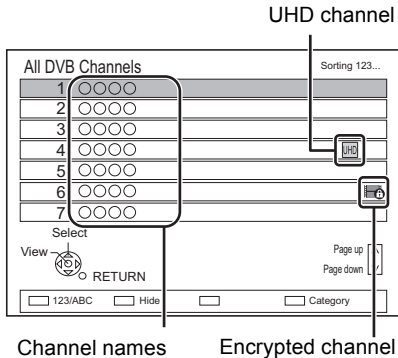 UHD channel
All DVB Channels
Sorting 123...
1 ○○○○
2 ○○○○
3 ○○○○
4 ○○○○ UHD
5 ○○○○
6 ○○○○
7 ○○○○
Select
View
RETURN
Page up
Page down
123/ABC Hide Category
Channel names
Encrypted channel